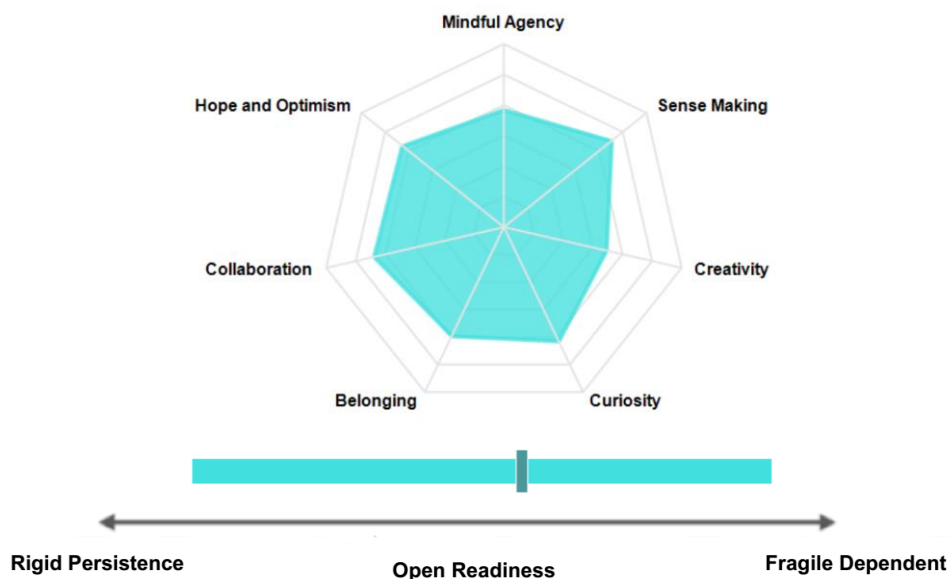 Mindful Agency
Hope and Optimism
Sense Making
Collaboration
Creativity
Belonging
Curiosity
Rigid Persistence
Open Readiness
Fragile Dependent